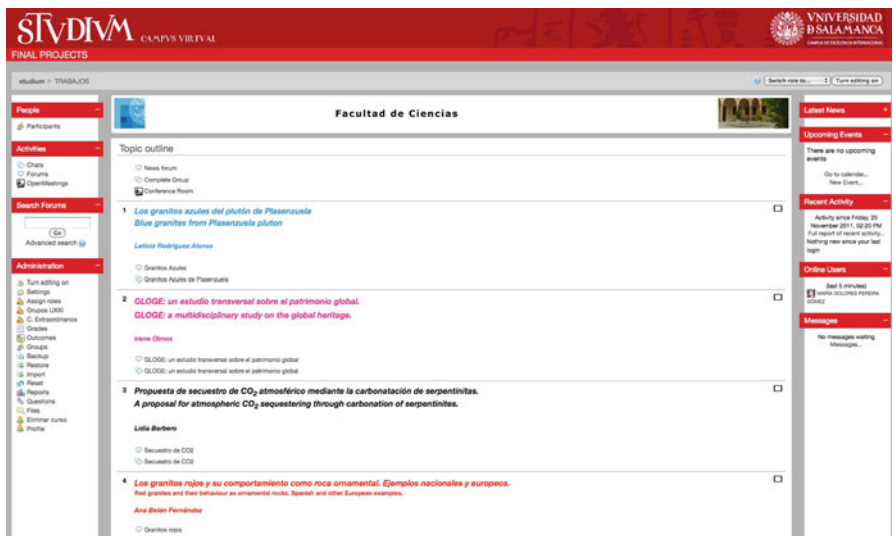 STVDIVM CAMPVS VIRTVAL
VNIVERSIDAD
D SALAMANCA
CAMPUS DE EXCELENCIA INTERNACIONAL
FINAL PROJECTS
studium TRABAJOS
Switch role to...
Turn editing on
People
Participants
Activities
Chats
Forums
OpenMeetings
Search Forums
Go
Advanced search
Administration
Turn editing on
Settings
Assign roles
Grupos UXXI
C. Extraordinarios
Grades
Outcomes
Groups
Backup
Restore
Import
Reset
Reports
Questions
Files
Eliminar curso
Profile
Facultad de Ciencias
Topic outline
News forum
Complete Group
Conference Room
1 Los granitos azules del plutón de Plasenzuela
Blue granites from Plasenzuela pluton
Leticia Rodríguez Alonso
Granitos Azules
Granitos Azules de Plasenzuela
2 GLOGE: un estudio transversal sobre el patrimonio global.
GLOGE: a multidisciplinary study on the global heritage.
Irene Olmos
GLOGE: un estudio transversal sobre el patrimonio global
GLOGE: un estudio transversal sobre el patrimonio global
3 Propuesta de secuestro de CO2 atmosférico mediante la carbonatación de serpentinitas.
A proposal for atmospheric CO2 sequestering through carbonation of serpentinites.
Lidia Barbero
Secuestro de CO2
Secuestro de CO2
4 Los granitos rojos y su comportamiento como roca ornamental. Ejemplos nacionales y europeos.
Red granites and their behaviour as ornamental rocks. Spanish and other European examples.
Ana Belén Fernández
Granitos rojos
Latest News
Upcoming Events
There are no upcoming
events
Go to calendar...
New Event...
Recent Activity
Activity since Friday, 25
November 2011, 02:20 PM
Full report of recent activity...
Nothing new since your last
login
Online Users
(last 5 minutes)
MARÍA DOLORES PEREIRA
GÓMEZ
Messages
No messages waiting
Messages...